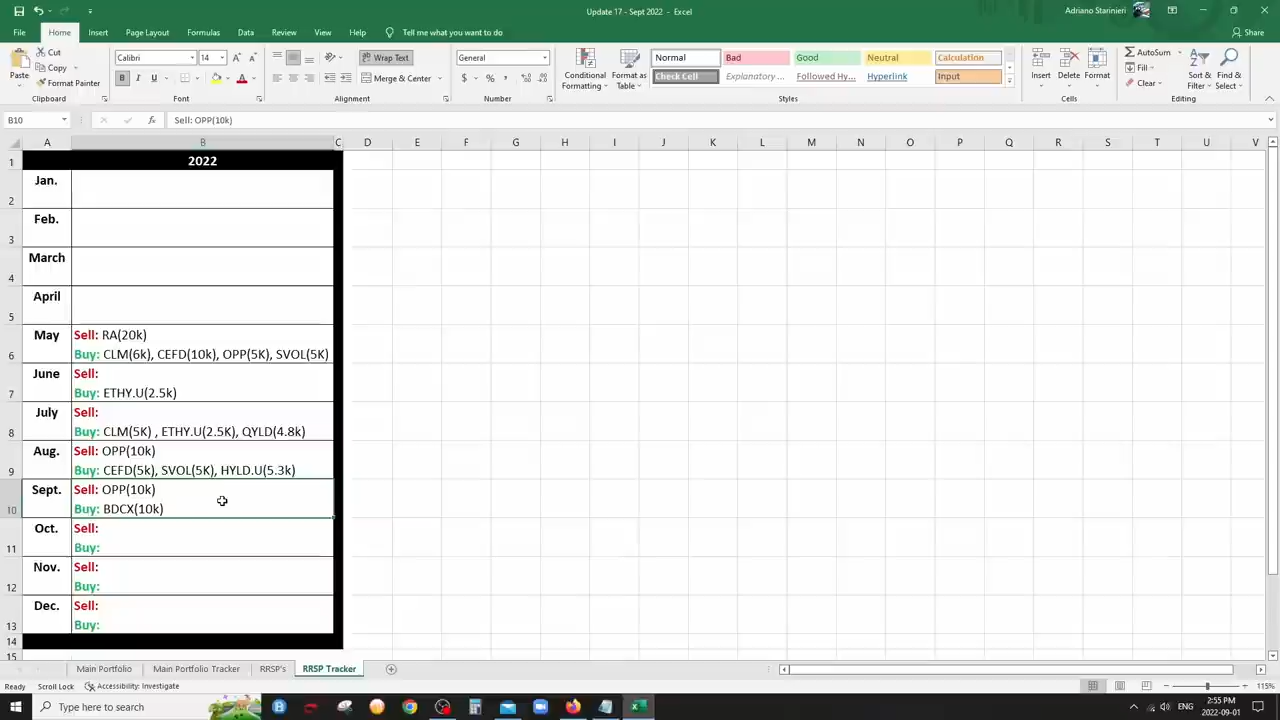 Update 17 - Sept 2022 - Excel
Adriano Starinieri
File Home Insert Page Layout Formulas Data Review View Help Tell me what you want to do
Share
Paste
Cut
Copy
Format Painter
Clipboard
Calibri 14
B I U
Font
Wrap Text
Merge & Center
Alignment
General
$ % ,
Number
Conditional Formatting
Format as Table
Normal Bad Good Neutral Calculation
Check Cell Explanatory ... Followed Hy... Hyperlink Input
Styles
Insert Delete Format
Cells
AutoSum
Fill
Clear
Sort & Filter
Find & Select
Editing
B10
fx
Sell: OPP(10k)
A B C D E F G H I J K L M N O P Q R S T U V
1 2022
2 Jan.
3 Feb.
4 March
5 April
6 May
Sell: RA(20k)
Buy: CLM(6k), CEFD(10k), OPP(5K), SVOL(5K)
7 June
Sell:
Buy: ETHY.U(2.5k)
8 July
Sell:
Buy: CLM(5K) , ETHY.U(2.5K), QYLD(4.8k)
9 Aug.
Sell: OPP(10k)
Buy: CEFD(5k), SVOL(5K), HYLD.U(5.3k)
10 Sept.
Sell: OPP(10k)
Buy: BDCX(10k)
11 Oct.
Sell:
Buy:
12 Nov.
Sell:
Buy:
13 Dec.
Sell:
Buy:
14
15
Main Portfolio Main Portfolio Tracker RRSP's RRSP Tracker
Ready Scroll Lock Accessibility: Investigate
115%
Type here to search
ENG
2:55 PM
2022-09-01